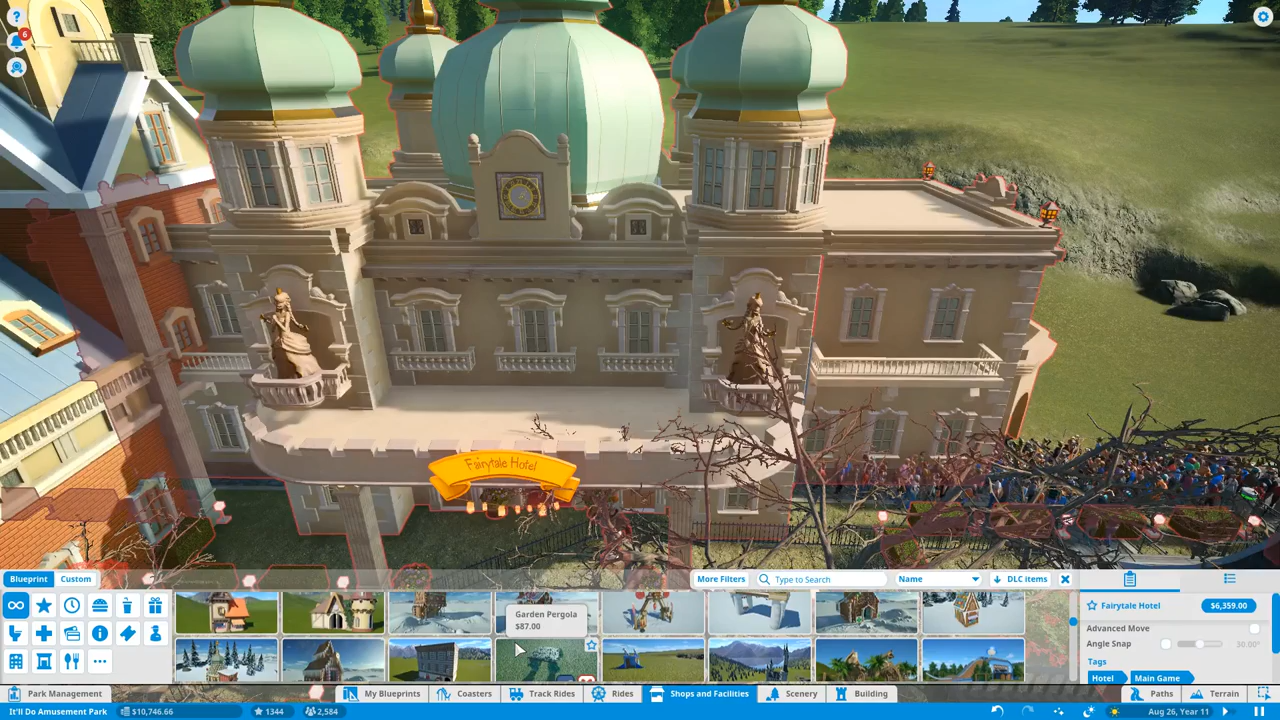 ?
6
Fairytale Hotel
Blueprint
Custom
More Filters
Type to Search
Name
DLC items
Garden Pergola
$87.00
Fairytale Hotel
$6,359.00
Advanced Move
Angle Snap
30.00°
Tags
Hotel
Main Game
Park Management
My Blueprints
Coasters
Track Rides
Rides
Shops and Facilities
Scenery
Building
Paths
Terrain
It'll Do Amusement Park
$10,746.66
1344
2,584
Aug 26, Year 11